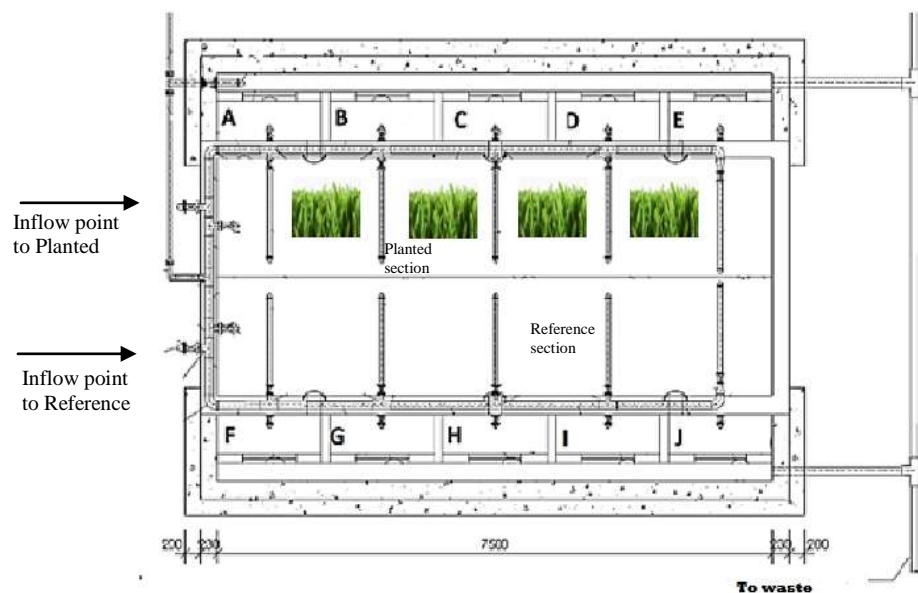 A B C D E
Inflow point
to Planted
Planted
section
Reference
section
Inflow point
to Reference
F G H I J
200 200 7500 200 200
To waste